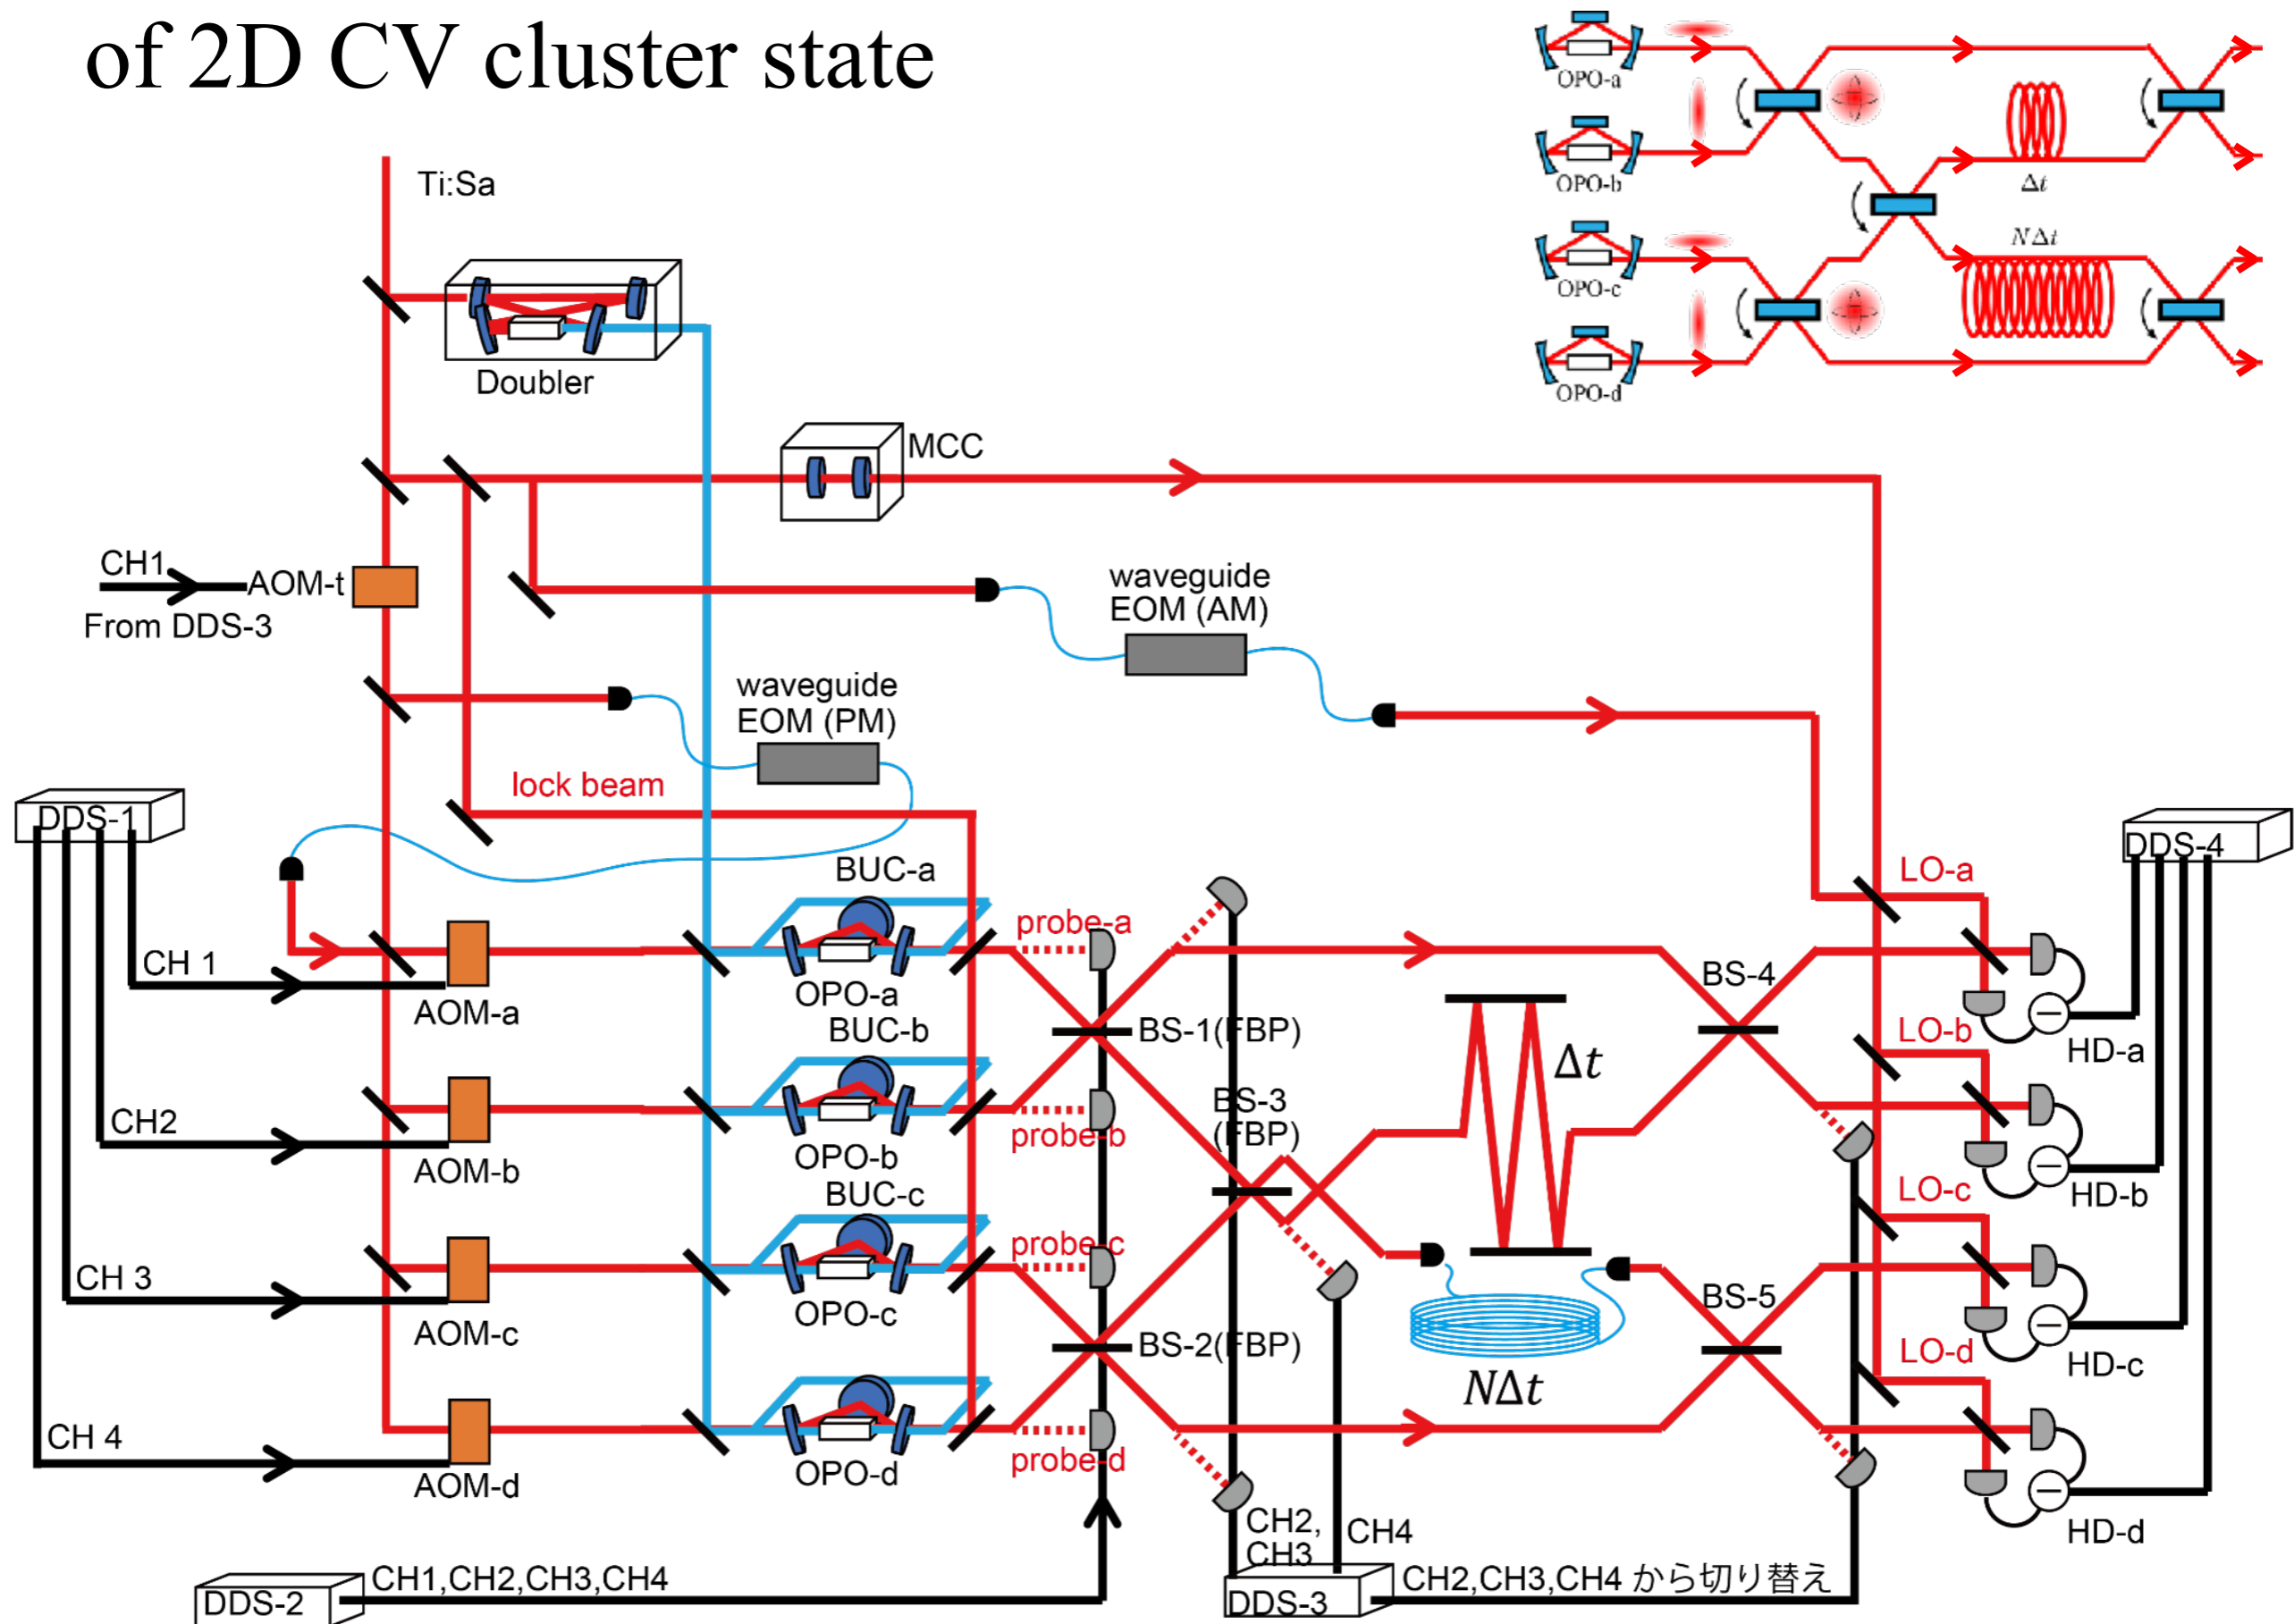 of 2D CV cluster state
OPO-a
OPO-b
Δt
OPO-c
NΔt
OPO-d
Ti:Sa
Doubler
MCC
CH1
AOM-t
From DDS-3
waveguide
EOM (AM)
waveguide
EOM (PM)
lock beam
DDS-1
DDS-4
BUC-a
LO-a
probe-a
CH 1
AOM-a
OPO-a
BS-4
BUC-b
BS-1(FBP)
LO-b
HD-a
Δt
CH2
AOM-b
OPO-b
probe-b
BS-3
(FBP)
BUC-c
LO-c
HD-b
probe-c
CH 3
AOM-c
OPO-c
BS-5
BS-2(FBP)
LO-d
HD-c
NΔt
CH 4
AOM-d
OPO-d
probe-d
CH2,
CH3
CH4
HD-d
DDS-2
CH1,CH2,CH3,CH4
DDS-3
CH2,CH3,CH4 から切り替え